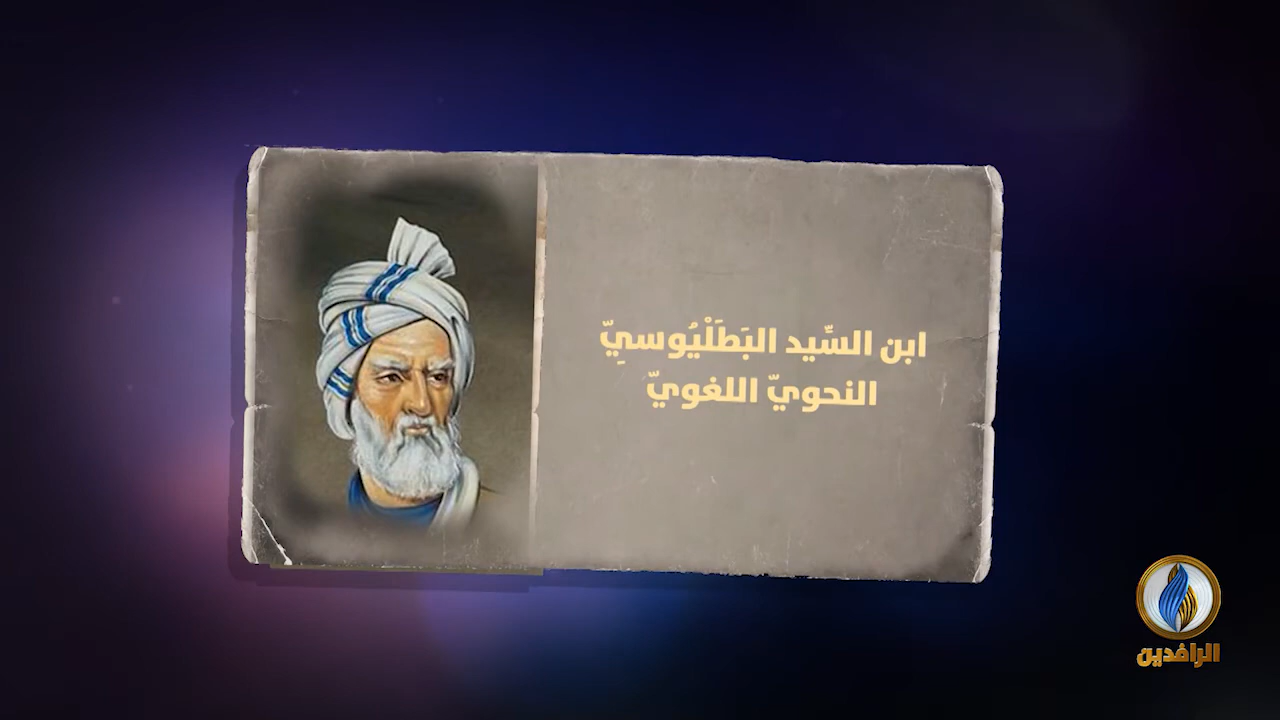 ابن السِّيد البَطَلْيُوسيِّ
النحويّ اللغويّ
الرافدين